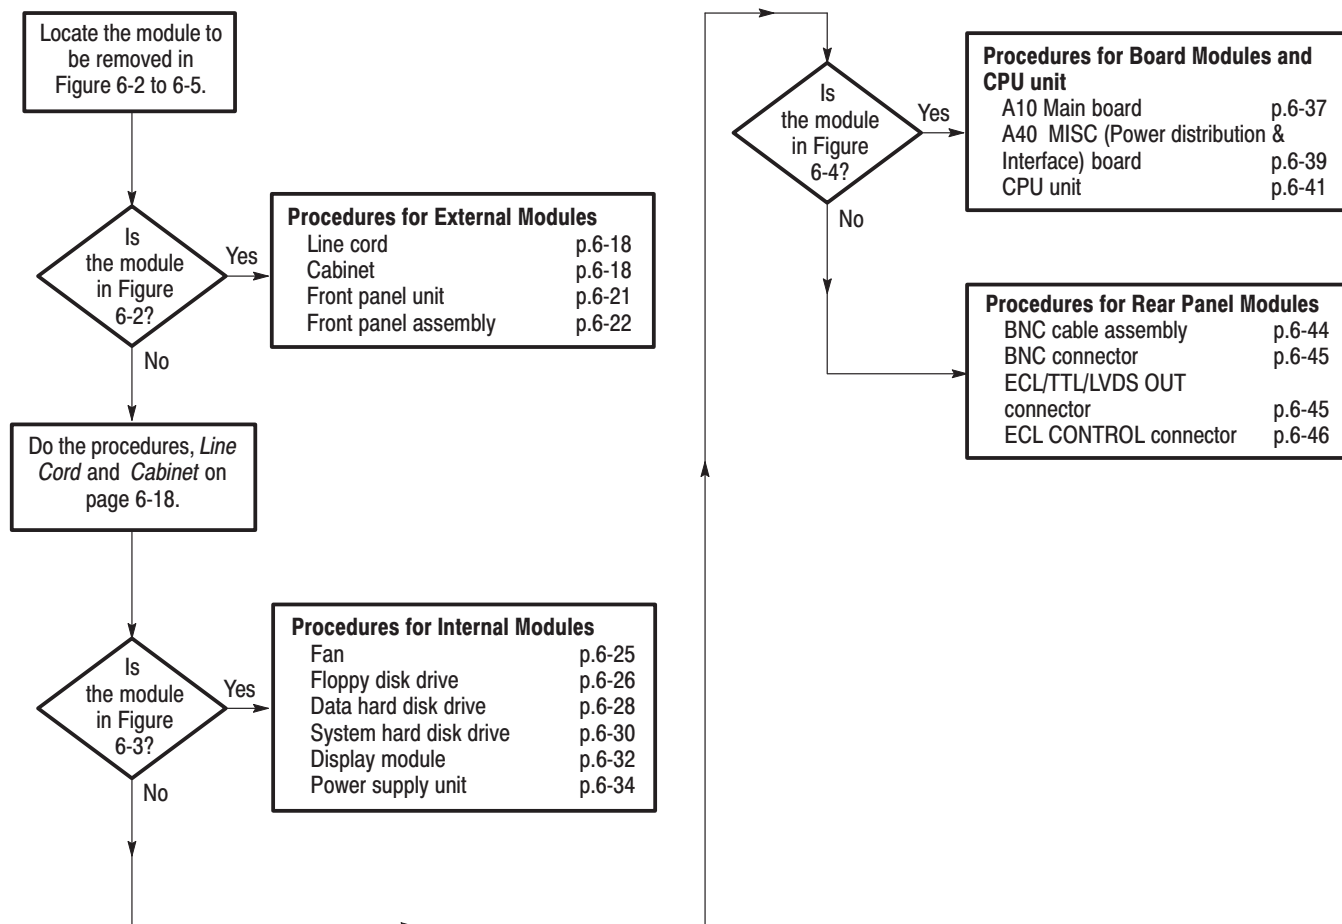 Locate the module to
be removed in
Figure 6-2 to 6-5.
Is
the module
in Figure
6-2?
Yes
No
Procedures for External Modules
Line cord p.6-18
Cabinet p.6-18
Front panel unit p.6-21
Front panel assembly p.6-22
Do the procedures, Line
Cord and Cabinet on
page 6-18.
Is
the module
in Figure
6-3?
Yes
No
Procedures for Internal Modules
Fan p.6-25
Floppy disk drive p.6-26
Data hard disk drive p.6-28
System hard disk drive p.6-30
Display module p.6-32
Power supply unit p.6-34
Is
the module
in Figure
6-4?
Yes
No
Procedures for Board Modules and
CPU unit
A10 Main board p.6-37
A40 MISC (Power distribution &
Interface) board p.6-39
CPU unit p.6-41
Procedures for Rear Panel Modules
BNC cable assembly p.6-44
BNC connector p.6-45
ECL/TTL/LVDS OUT
connector p.6-45
ECL CONTROL connector p.6-46